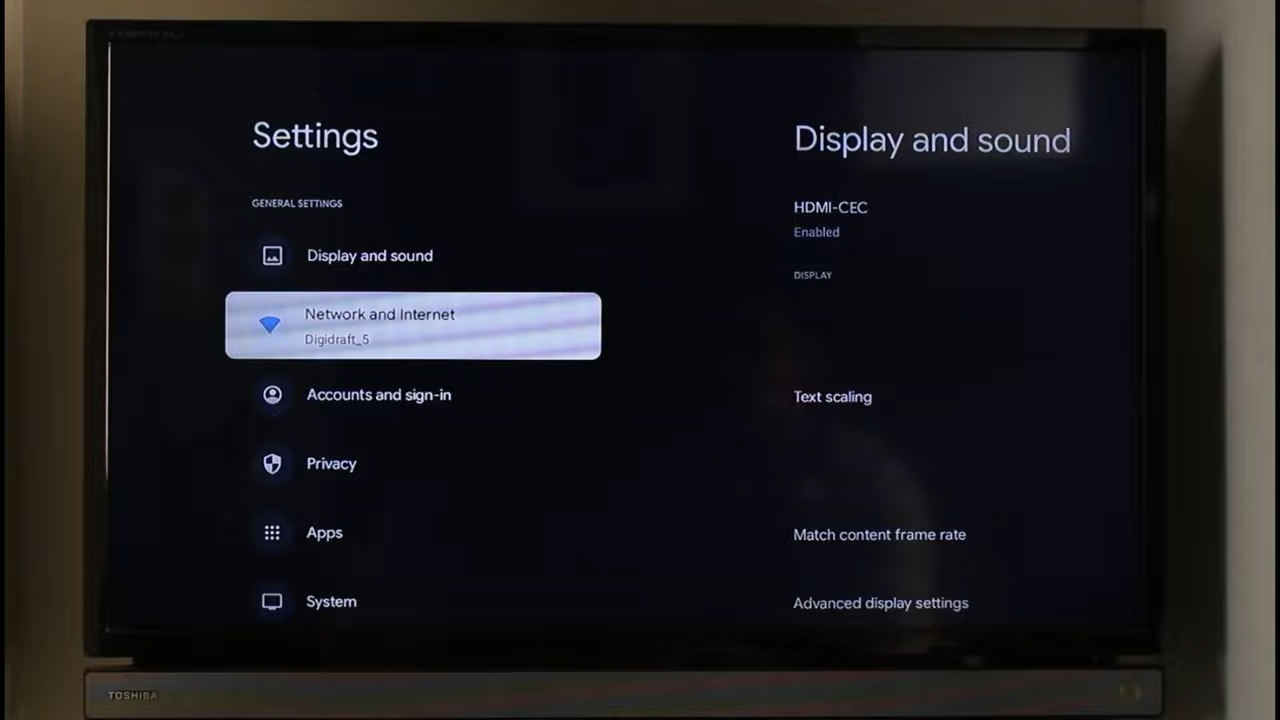 Settings
GENERAL SETTINGS
Display and sound
Network and Internet
Digidraft_5
Accounts and sign-in
Privacy
Apps
System
Display and sound
HDMI-CEC
Enabled
DISPLAY
Text scaling
Match content frame rate
Advanced display settings
TOSHIBA